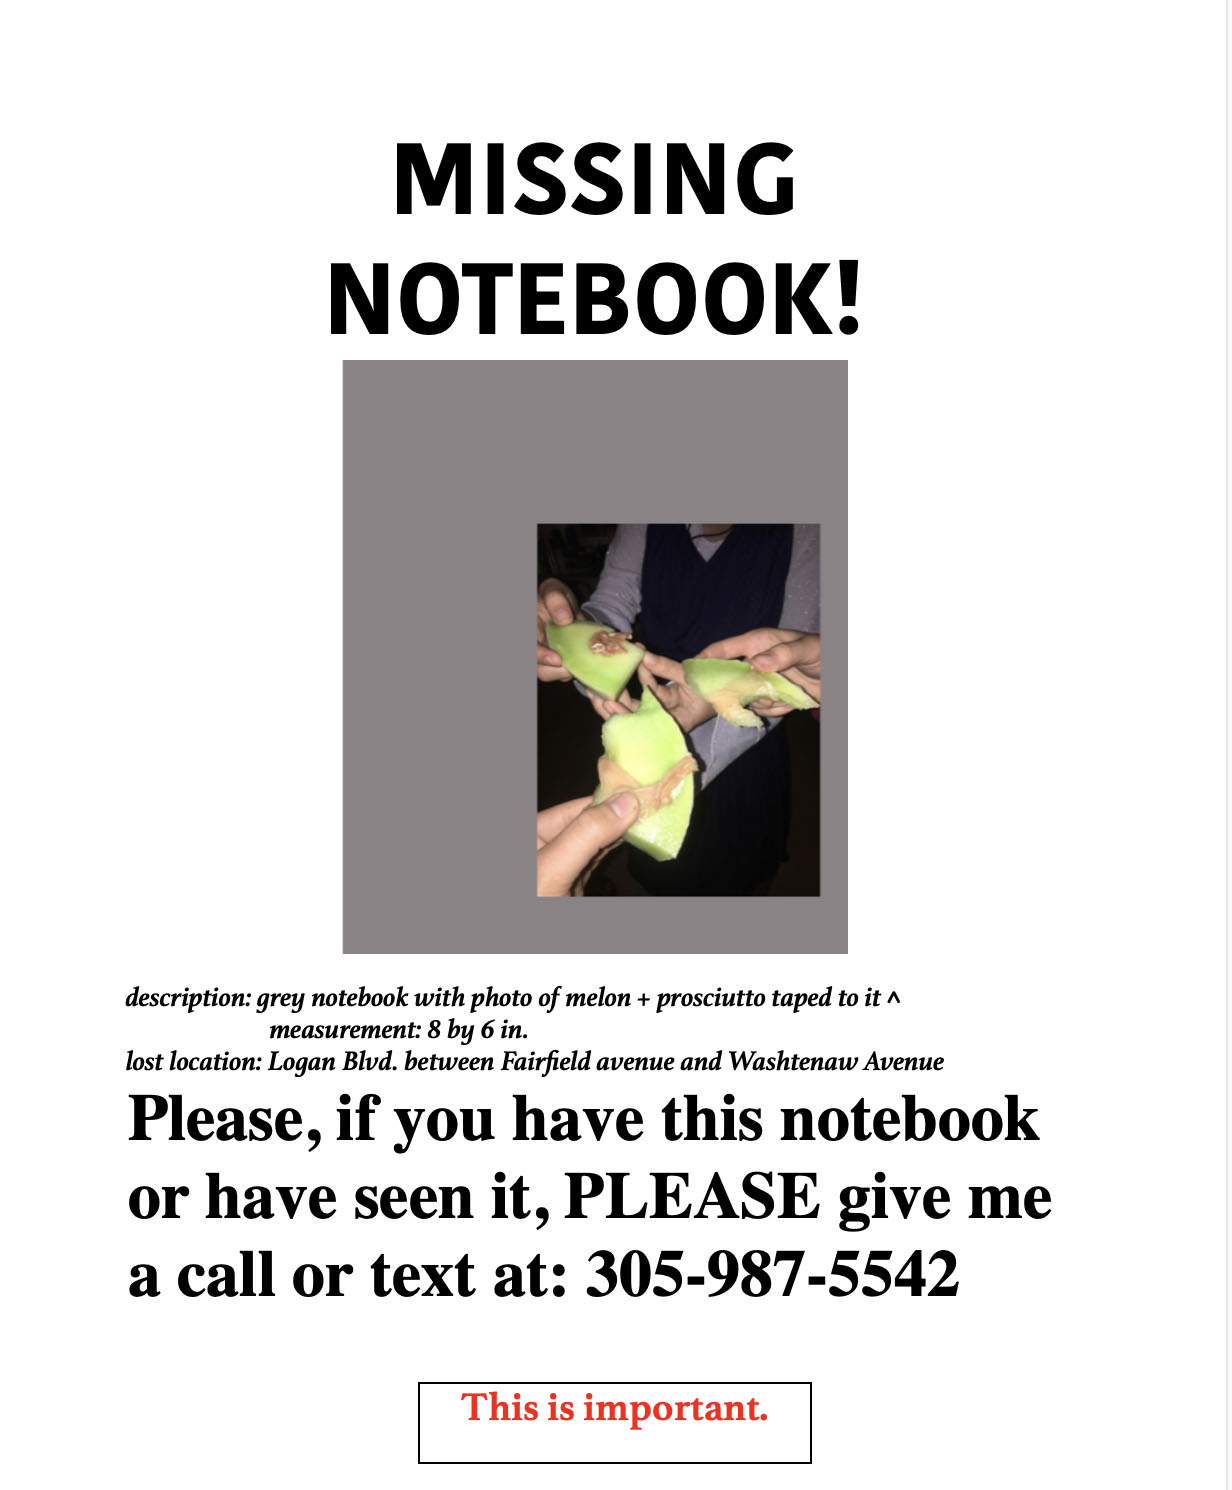 MISSING
NOTEBOOK!
description: grey notebook with photo of melon + prosciutto taped to it ^
measurement: 8 by 6 in.
lost location: Logan Blvd. between Fairfield avenue and Washtenaw Avenue
Please, if you have this notebook
or have seen it, PLEASE give me
a call or text at: 305-987-5542
This is important.